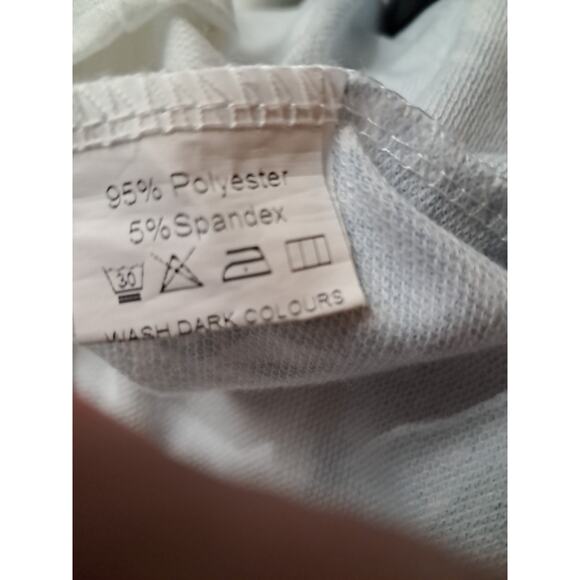 95% Polyester
5%Spandex
30
WASH DARK COLOURS